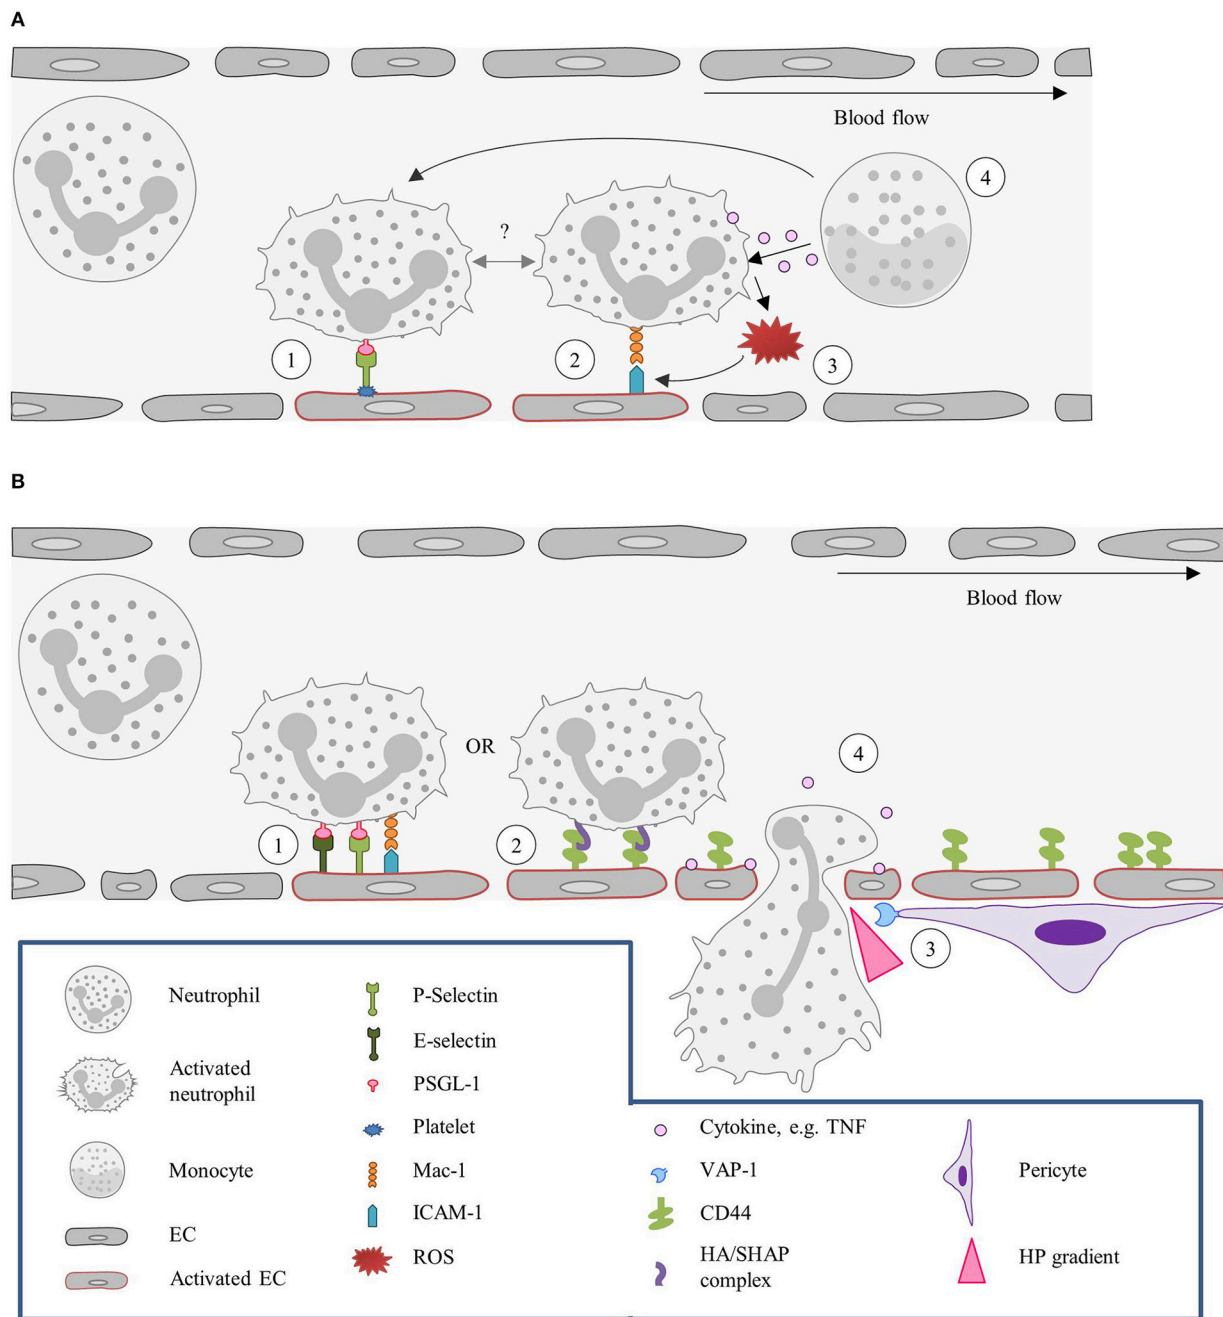 A
Blood flow
4
?
1
2
3
B
Blood flow
4
OR
1
2
3
Neutrophil
Activated
neutrophil
Monocyte
EC
Activated EC
P-Selectin
E-selectin
PSGL-1
Platelet
Mac-1
ICAM-1
ROS
Cytokine, e.g. TNF
VAP-1
CD44
HA/SHAP
complex
Pericyte
HP gradient